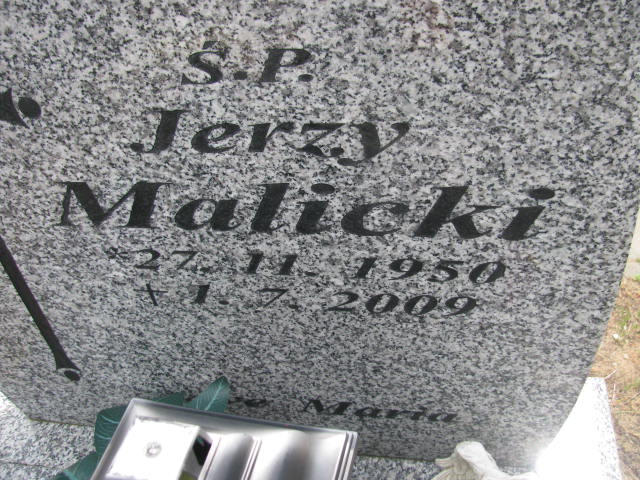 Ś.P.
Jerzy
Malicki
*27. 11. 1950
+ 1. 7. 2009
Maria